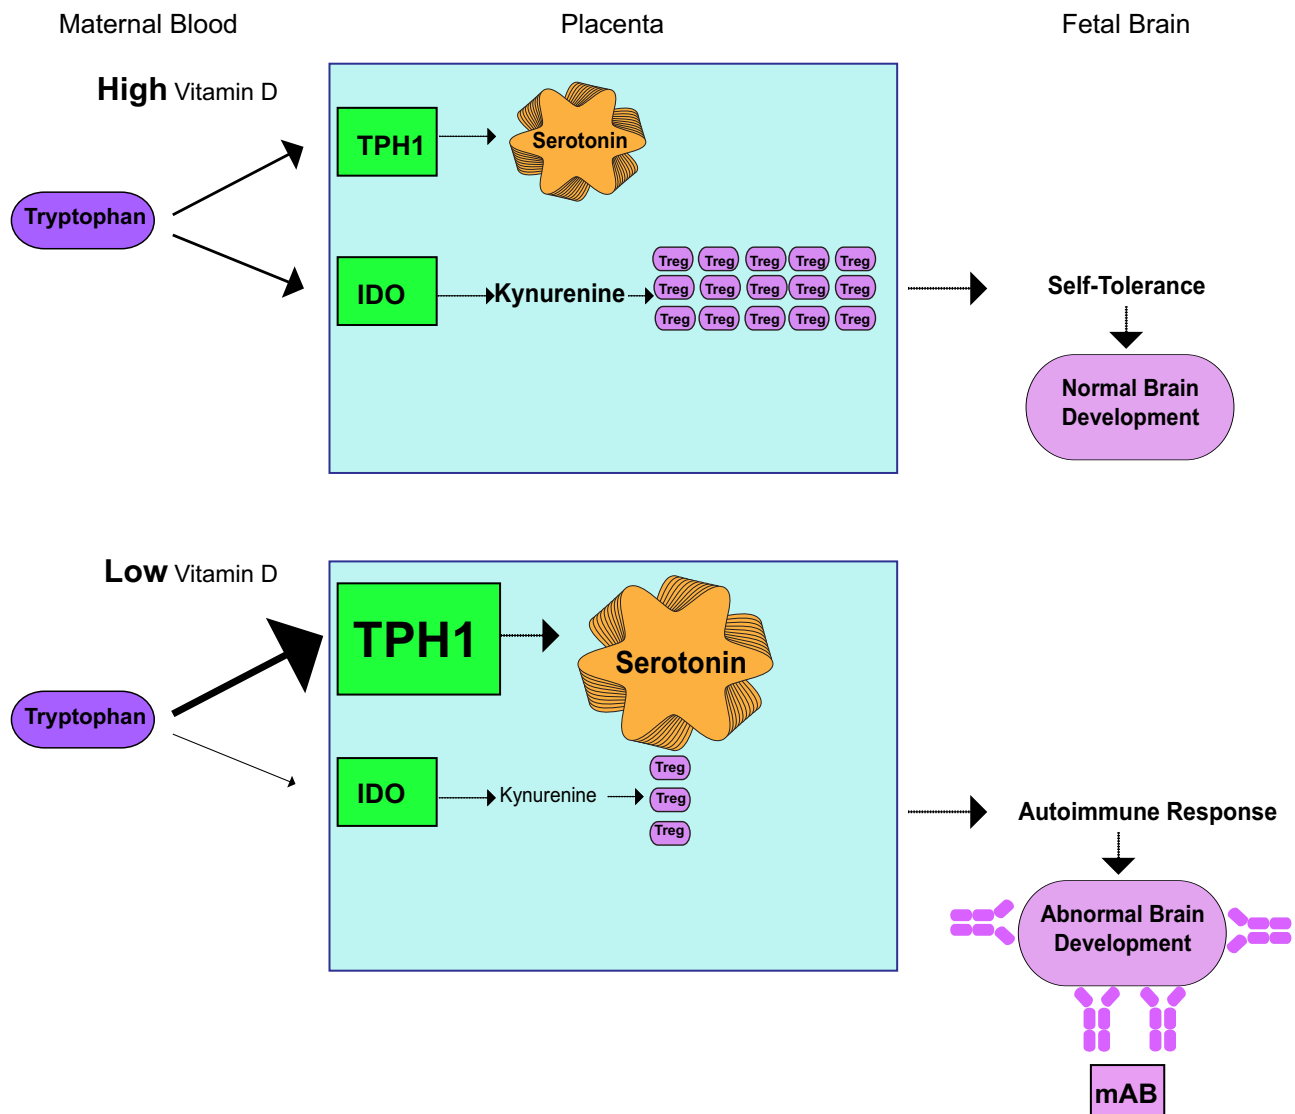 Maternal Blood
Placenta
Fetal Brain
High Vitamin D
TPH1
Serotonin
Tryptophan
Treg Treg Treg Treg Treg
IDO
Kynurenine
Treg Treg Treg Treg Treg
Treg Treg Treg Treg Treg
Self-Tolerance
Normal Brain
Development
Low Vitamin D
TPH1
Serotonin
Tryptophan
IDO
Kynurenine
Treg
Treg
Treg
Autoimmune Response
Abnormal Brain
Development
mAB